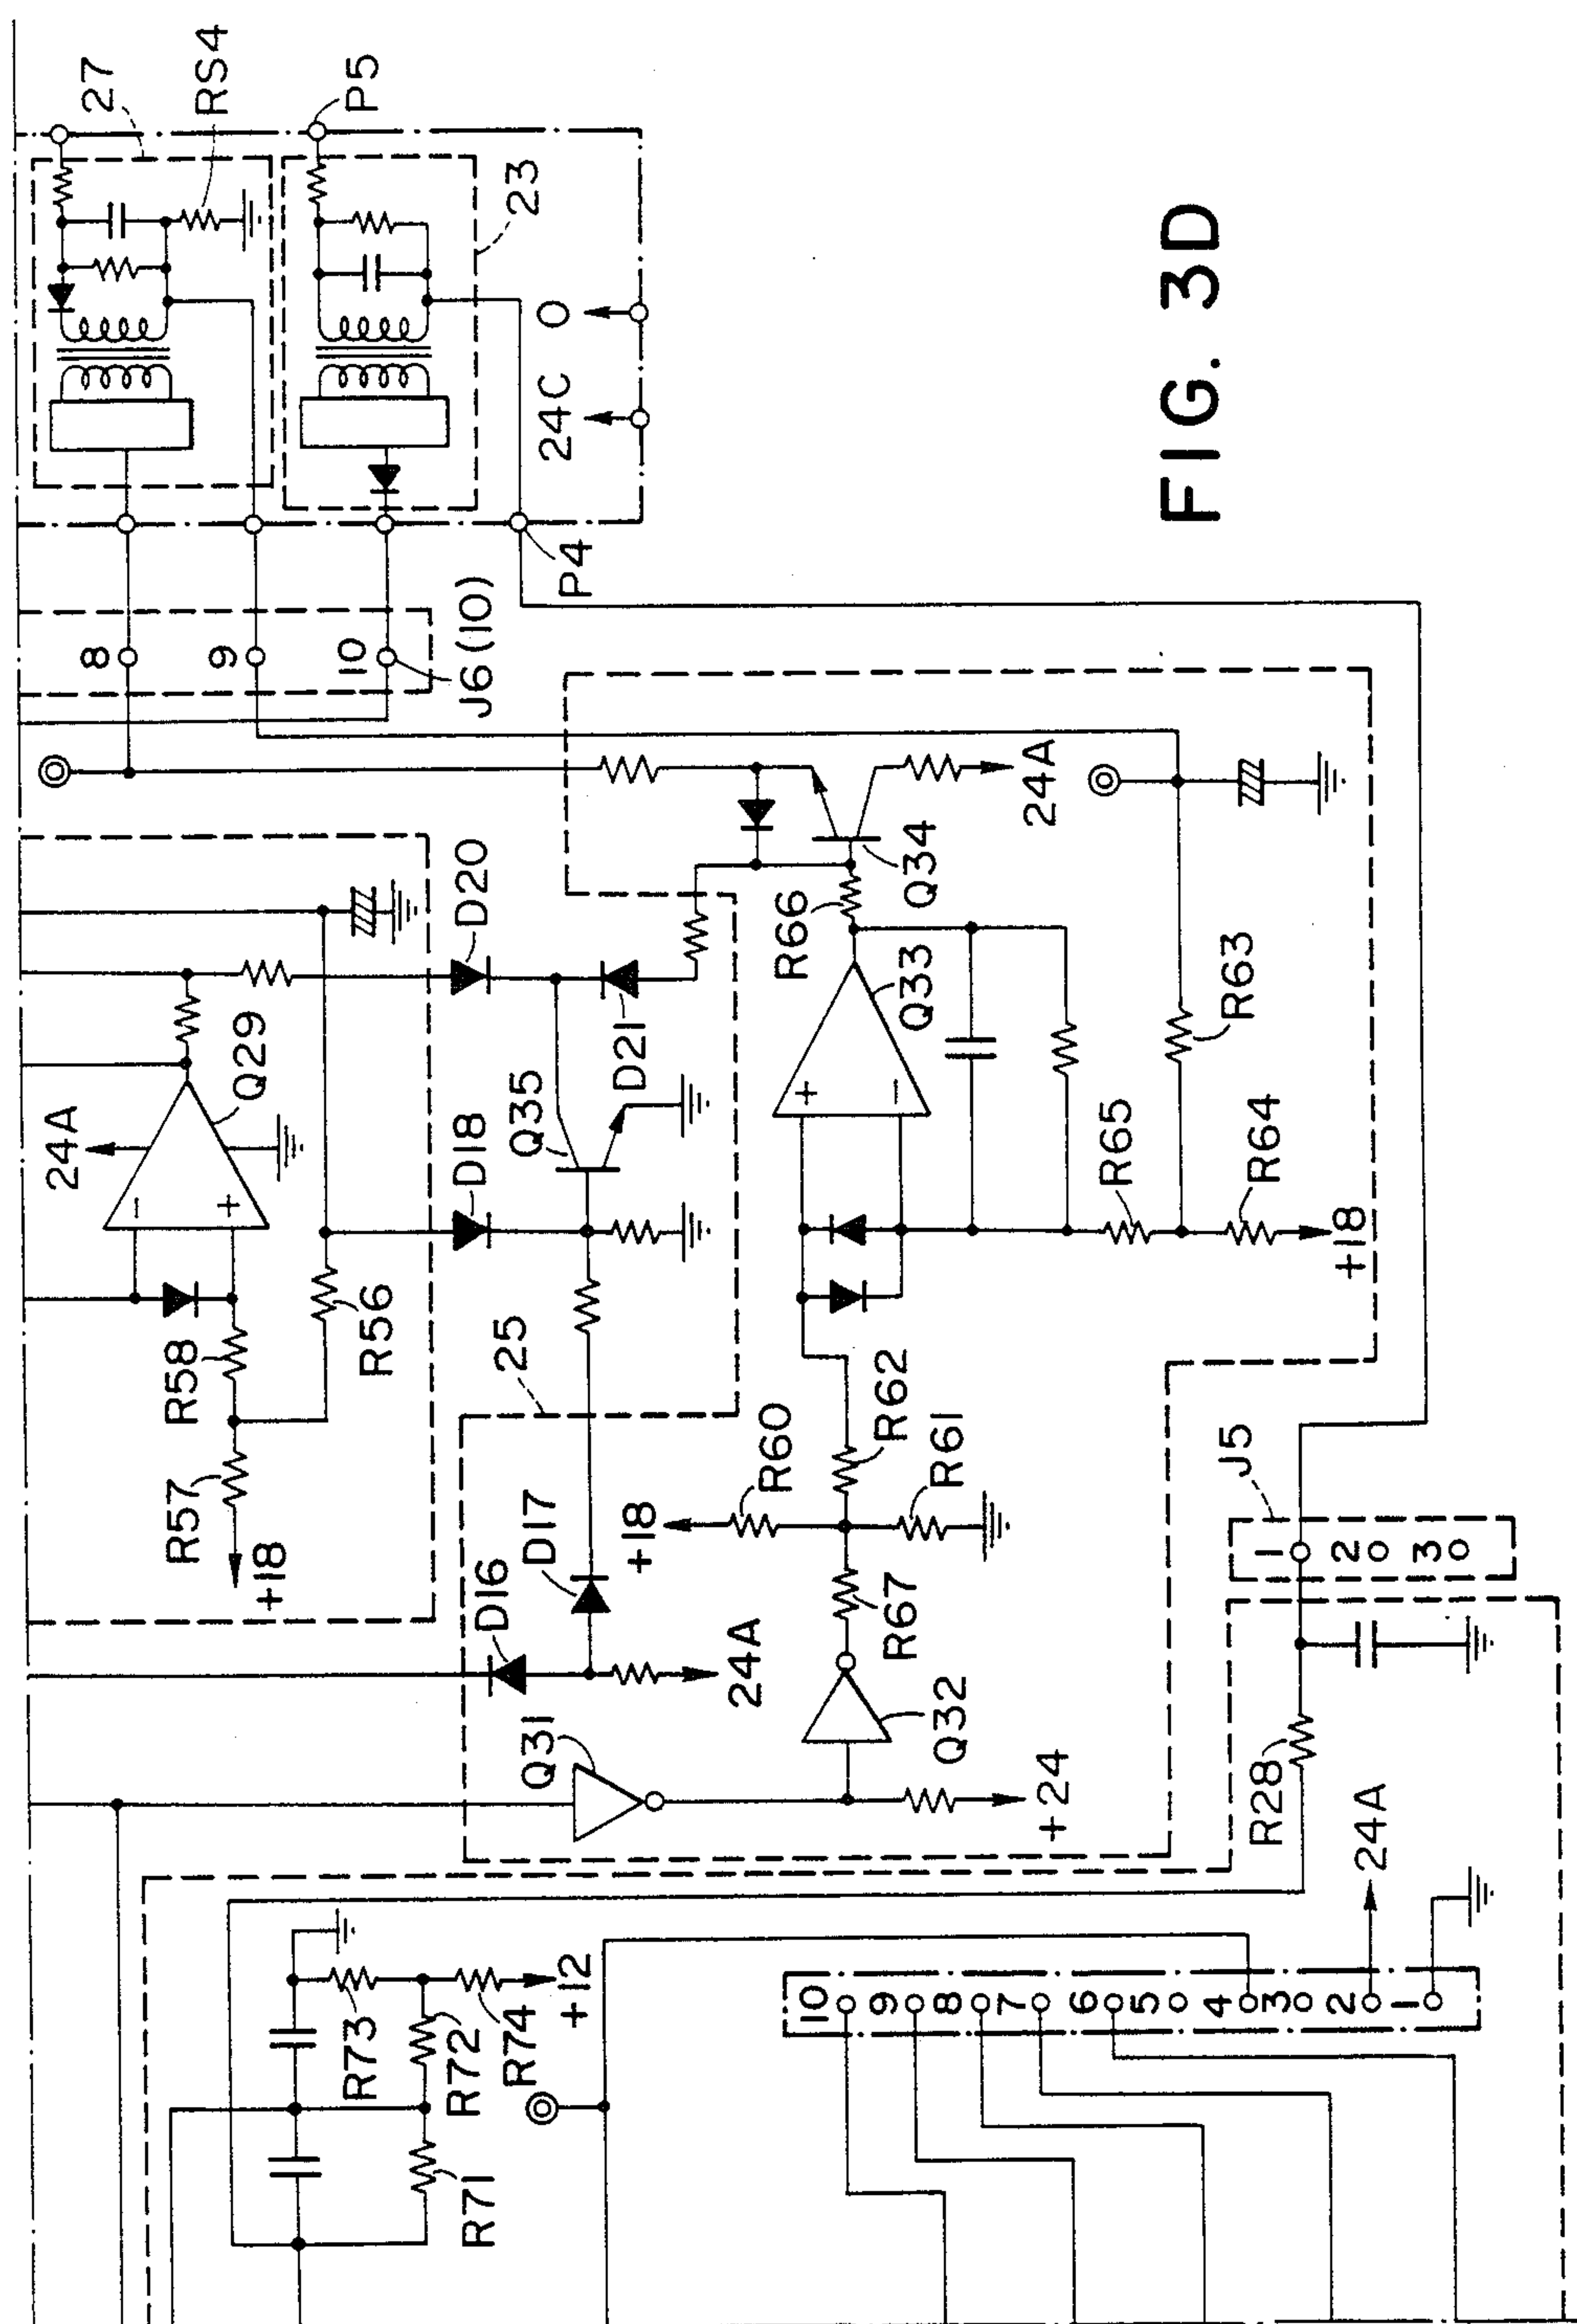 27
RS4
P5
23
0
24C
P4
8
9
10
J6 (10)
24A
Q29
R58
R57
+18
R56
D20
D18
Q35
D21
25
D17
D16
24A
Q31
Q32
+24
R67
+18
R60
R62
R61
R66
Q34
24A
Q33
R63
R65
R64
+18
J5
1
2
3
R28
24A
R73
R72
R74
+12
R71
10
9
8
7
6
5
4
3
2
1
+
−
−
+
FIG. 3D